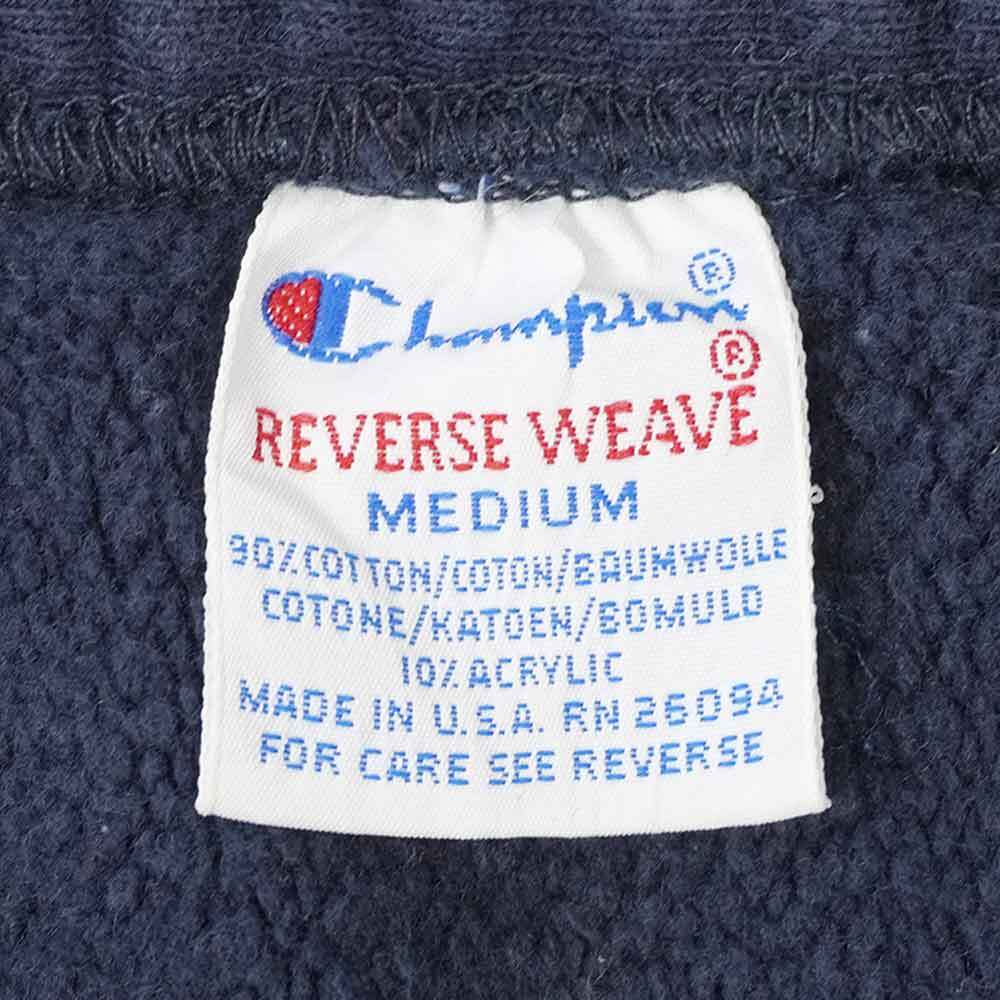 Champion®
REVERSE WEAVE®
MEDIUM
90% COTTON/COTON/BAUMWOLLE
COTONE/KATOEN/BOMULD
10% ACRYLIC
MADE IN U.S.A. RN 26094
FOR CARE SEE REVERSE